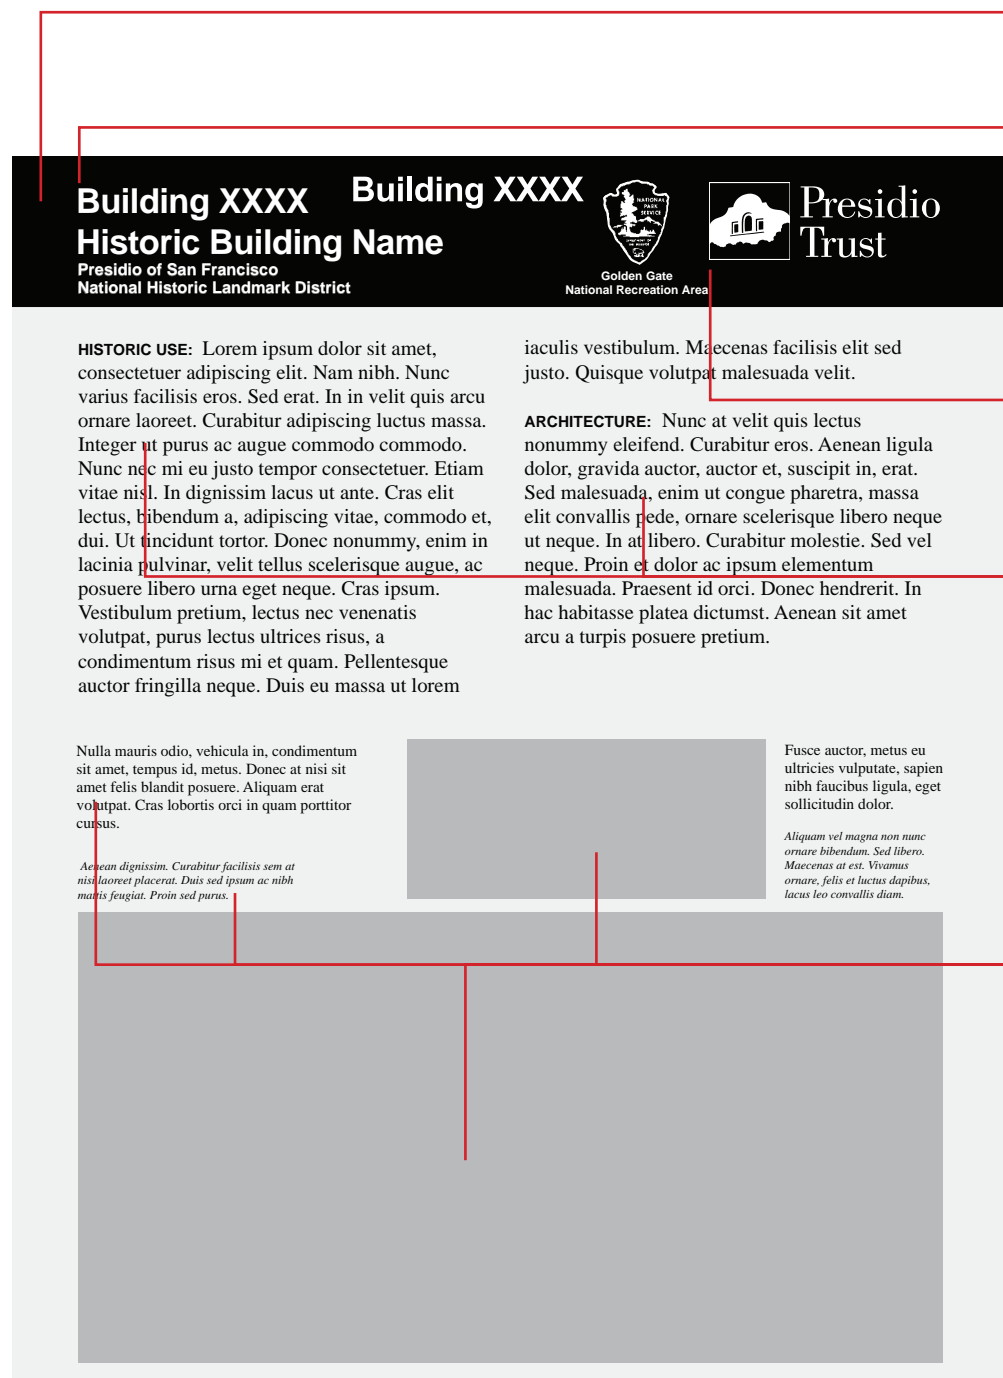 Building XXXX
Historic Building Name
Presidio of San Francisco
National Historic Landmark District
Building XXXX
NATIONAL
PARK
SERVICE
Golden Gate
National Recreation Area
Presidio
Trust
HISTORIC USE: Lorem ipsum dolor sit amet,
consectetuer adipiscing elit. Nam nibh. Nunc
varius facilisis eros. Sed erat. In in velit quis arcu
ornare laoreet. Curabitur adipiscing luctus massa.
Integer ut purus ac augue commodo commodo.
Nunc nec mi eu justo tempor consectetuer. Etiam
vitae nisl. In dignissim lacus ut ante. Cras elit
lectus, bibendum a, adipiscing vitae, commodo et,
dui. Ut tincidunt tortor. Donec nonummy, enim in
lacinia pulvinar, velit tellus scelerisque augue, ac
posuere libero urna eget neque. Cras ipsum.
Vestibulum pretium, lectus nec venenatis
volutpat, purus lectus ultrices risus, a
condimentum risus mi et quam. Pellentesque
auctor fringilla neque. Duis eu massa ut lorem
iaculis vestibulum. Maecenas facilisis elit sed
justo. Quisque volutpat malesuada velit.
ARCHITECTURE: Nunc at velit quis lectus
nonummy eleifend. Curabitur eros. Aenean ligula
dolor, gravida auctor, auctor et, suscipit in, erat.
Sed malesuada, enim ut congue pharetra, massa
elit convallis pede, ornare scelerisque libero neque
ut neque. In at libero. Curabitur molestie. Sed vel
neque. Proin et dolor ac ipsum elementum
malesuada. Praesent id orci. Donec hendrerit. In
hac habitasse platea dictumst. Aenean sit amet
arcu a turpis posuere pretium.
Nulla mauris odio, vehicula in, condimentum
sit amet, tempus id, metus. Donec at nisi sit
amet felis blandit posuere. Aliquam erat
volutpat. Cras lobortis orci in quam porttitor
cursus.
Aenean dignissim. Curabitur facilisis sem at
nisi laoreet placerat. Duis sed ipsum ac nibh
mattis feugiat. Proin sed purus.
Fusce auctor, metus eu
ultricies vulputate, sapien
nibh faucibus ligula, eget
sollicitudin dolor.
Aliquam vel magna non nunc
ornare bibendum. Sed libero.
Maecenas at est. Vivamus
ornare, felis et luctus dapibus,
lacus leo convallis diam.